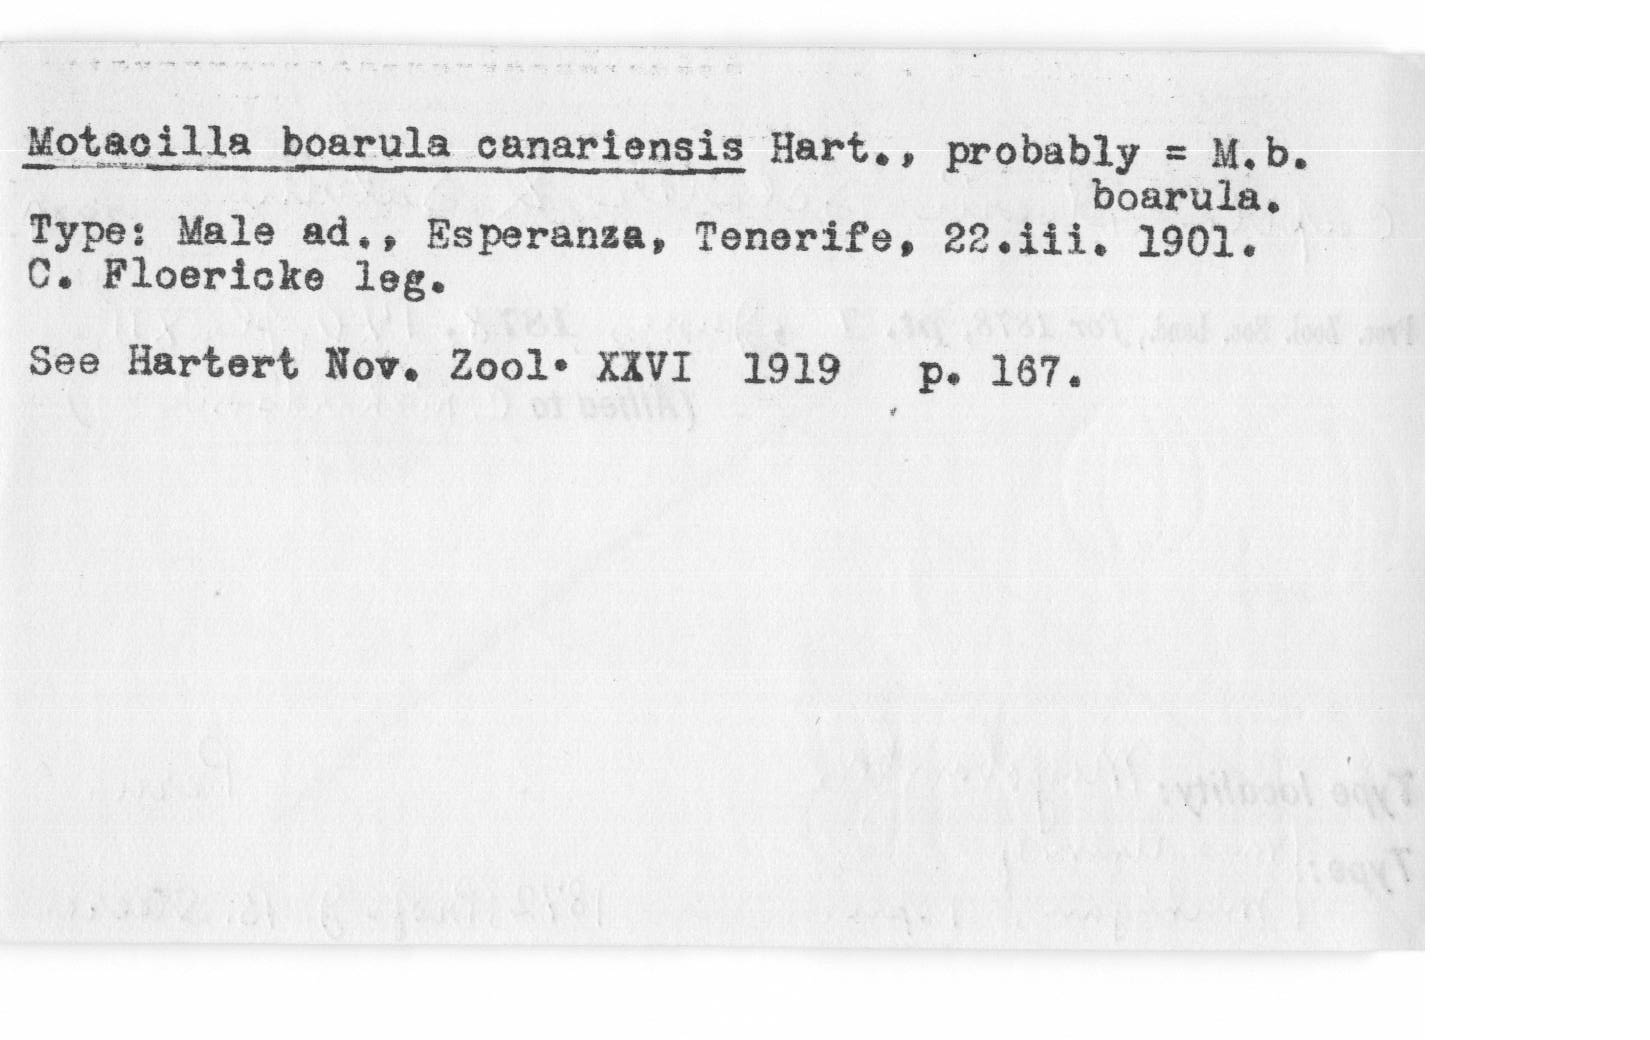 Motacilla boarula canariensis Hart., probably = M.b.
boarula.
Type: Male ad., Esperanza, Tenerife, 22.iii. 1901.
C. Floericke leg.
See Hartert Nov. Zool. XXVI 1919 p. 167.